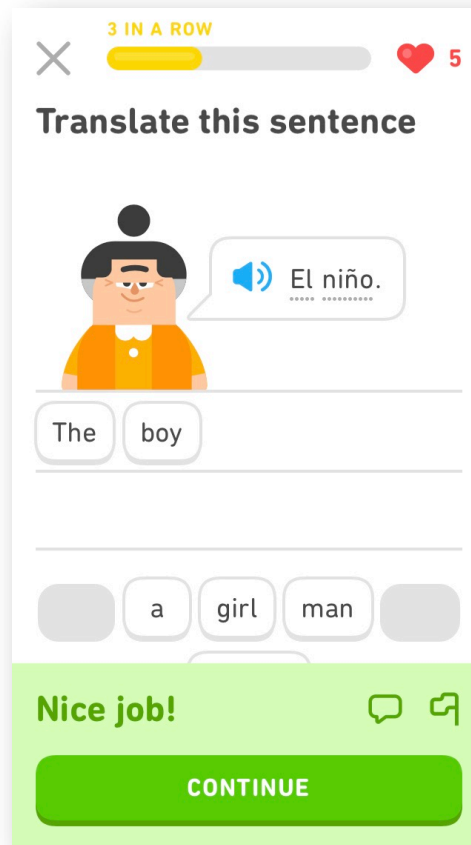 3 IN A ROW
5
Translate this sentence
El niño.
The boy
a girl man
Nice job!
CONTINUE